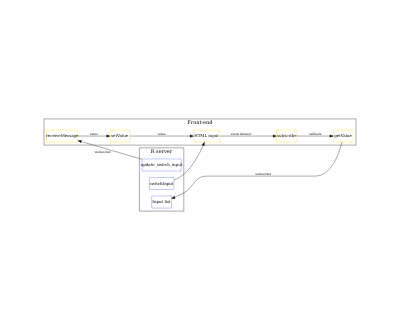 Front-end
receiveMessage
value
setValue
value
HTML input
event listener
subscribe
callback
getValue
websocket
R server
update_switch_input
switchInput
websocket
Input list